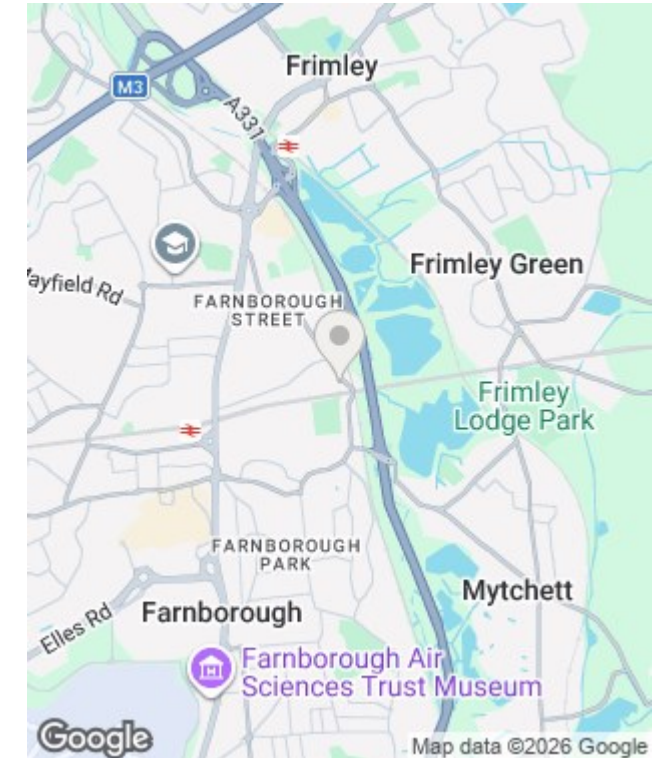 Frimley
M3
A331
Frimley Green
ayfield Rd
FARNBOROUGH
STREET
Frimley
Lodge Park
FARNBOROUGH
PARK
Mytchett
Farnborough
Elles Rd
Farnborough Air
Sciences Trust Museum
Google
Map data ©2026 Google